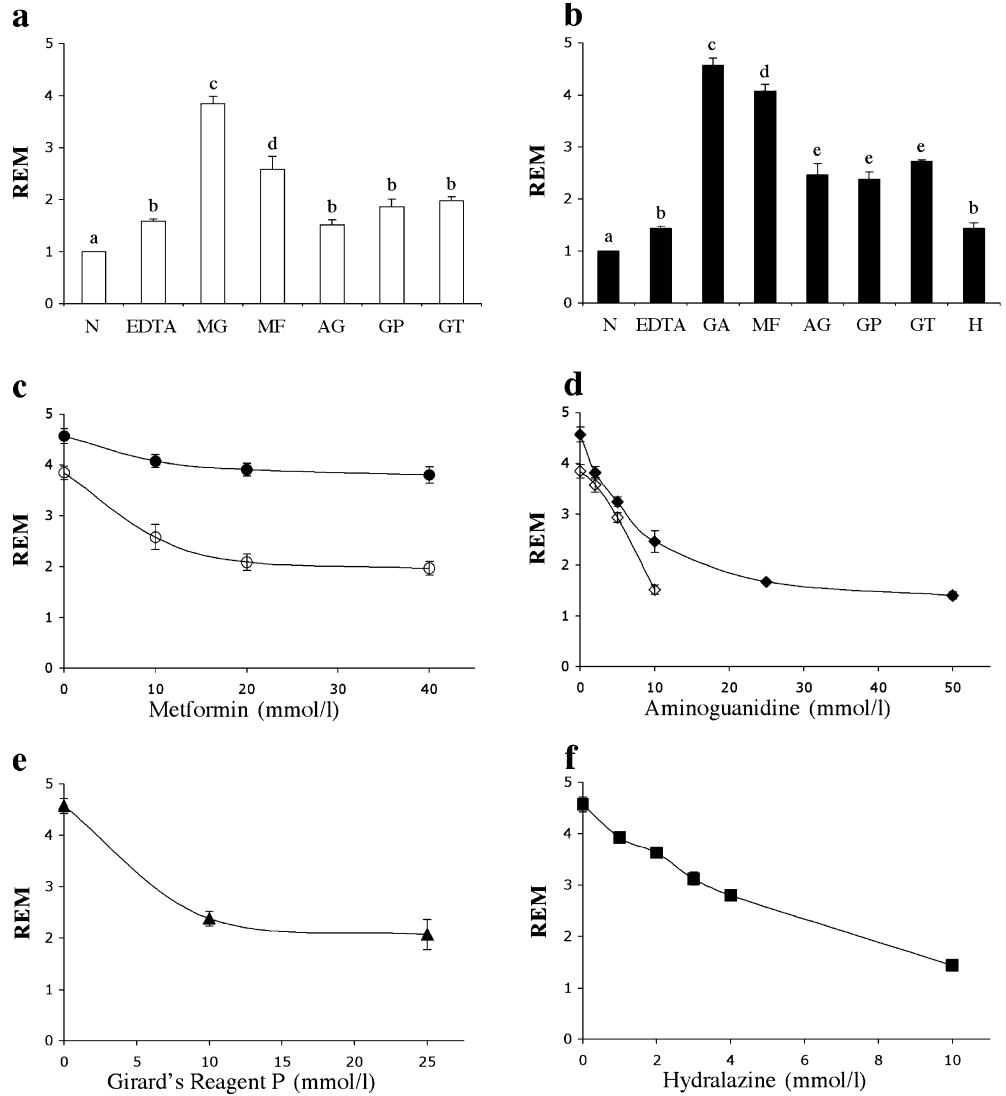 a
5
4
3
2
1
0
REM
a
b
c
d
b
b
b
N EDTA MG MF AG GP GT
b
5
4
3
2
1
0
REM
a
b
c
d
e
e
e
b
N EDTA GA MF AG GP GT H
c
5
4
3
2
1
0
REM
0 10 20 30 40
Metformin (mmol/l)
d
5
4
3
2
1
0
REM
0 10 20 30 40 50
Aminoguanidine (mmol/l)
e
5
4
3
2
1
0
REM
0 5 10 15 20 25
Girard's Reagent P (mmol/l)
f
5
4
3
2
1
0
REM
0 2 4 6 8 10
Hydralazine (mmol/l)